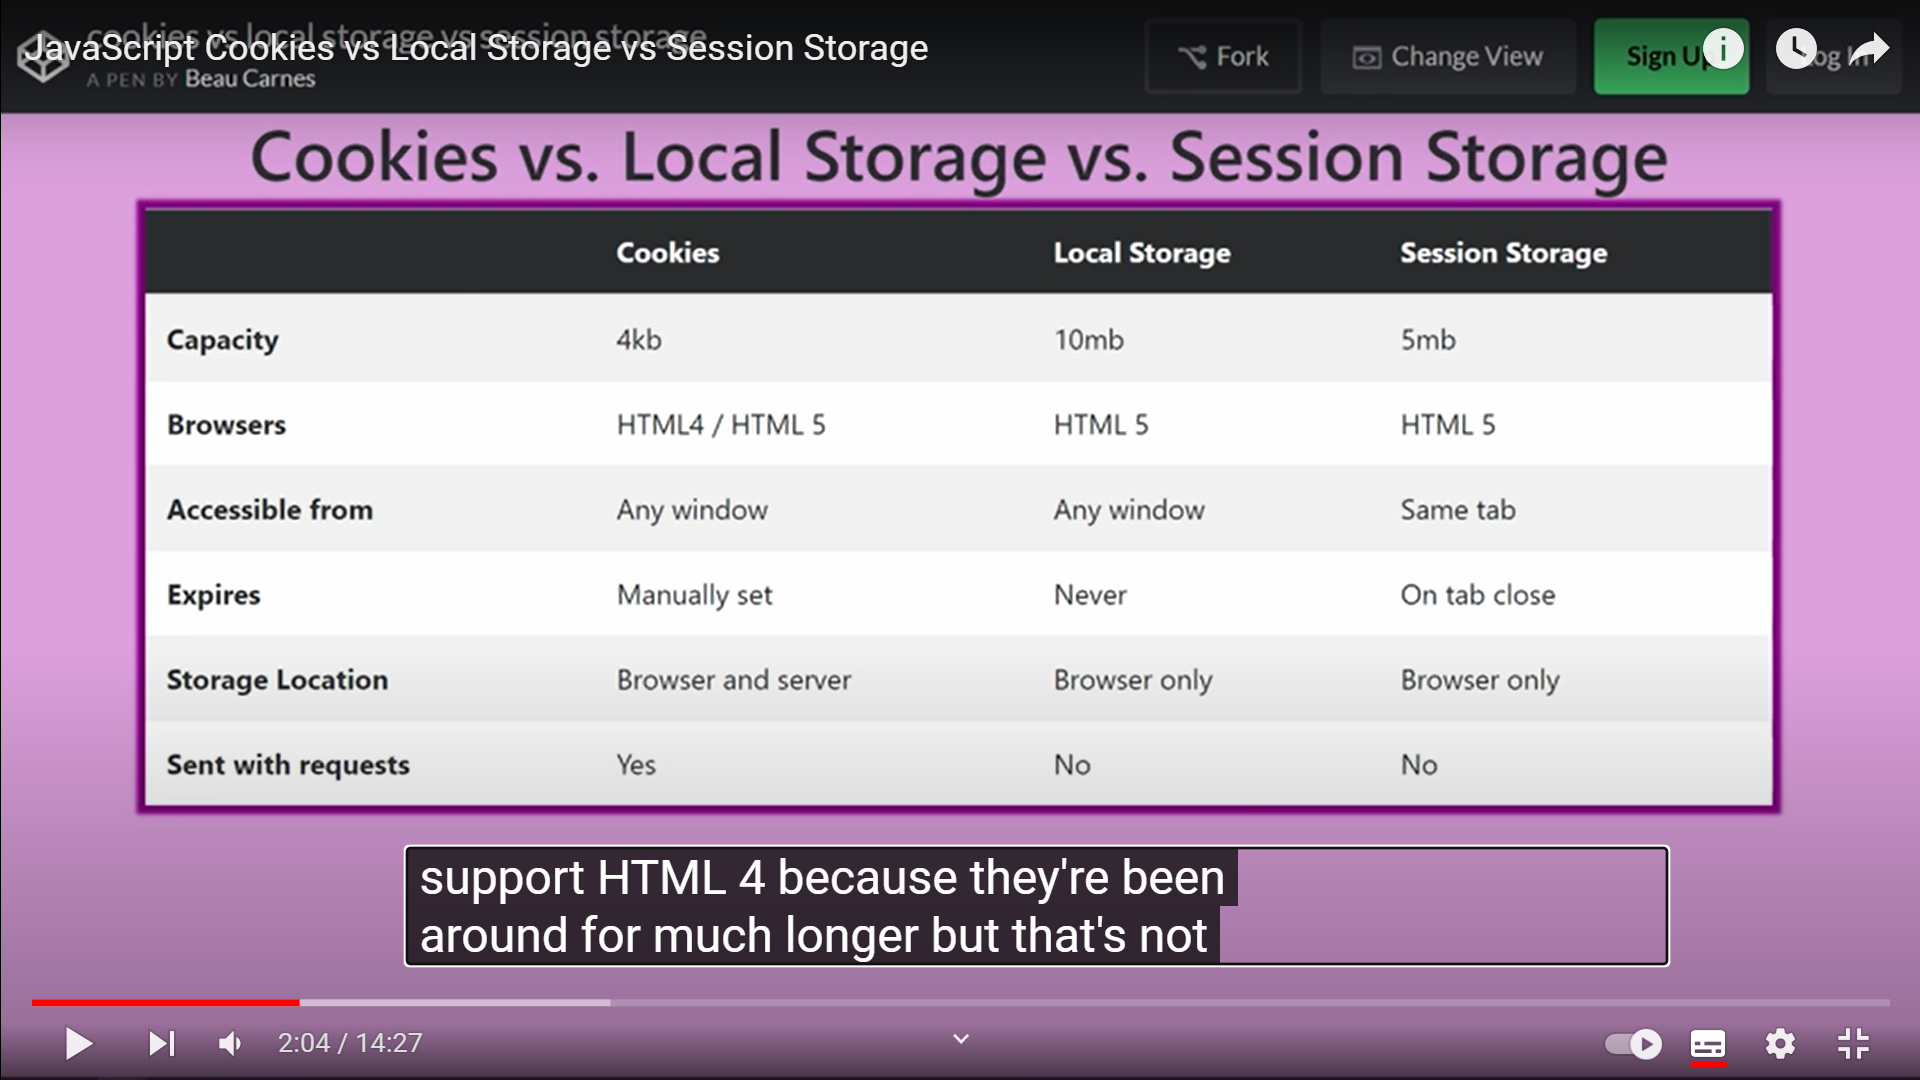 cookies vs local storage vs session storage
JavaScript Cookies vs Local Storage vs Session Storage
A PEN BY Beau Carnes
Fork
Change View
Sign Up
Log In
Cookies vs. Local Storage vs. Session Storage
Cookies Local Storage Session Storage
Capacity 4kb 10mb 5mb
Browsers HTML4 / HTML 5 HTML 5 HTML 5
Accessible from Any window Any window Same tab
Expires Manually set Never On tab close
Storage Location Browser and server Browser only Browser only
Sent with requests Yes No No
support HTML 4 because they're been
around for much longer but that's not
2:04 / 14:27